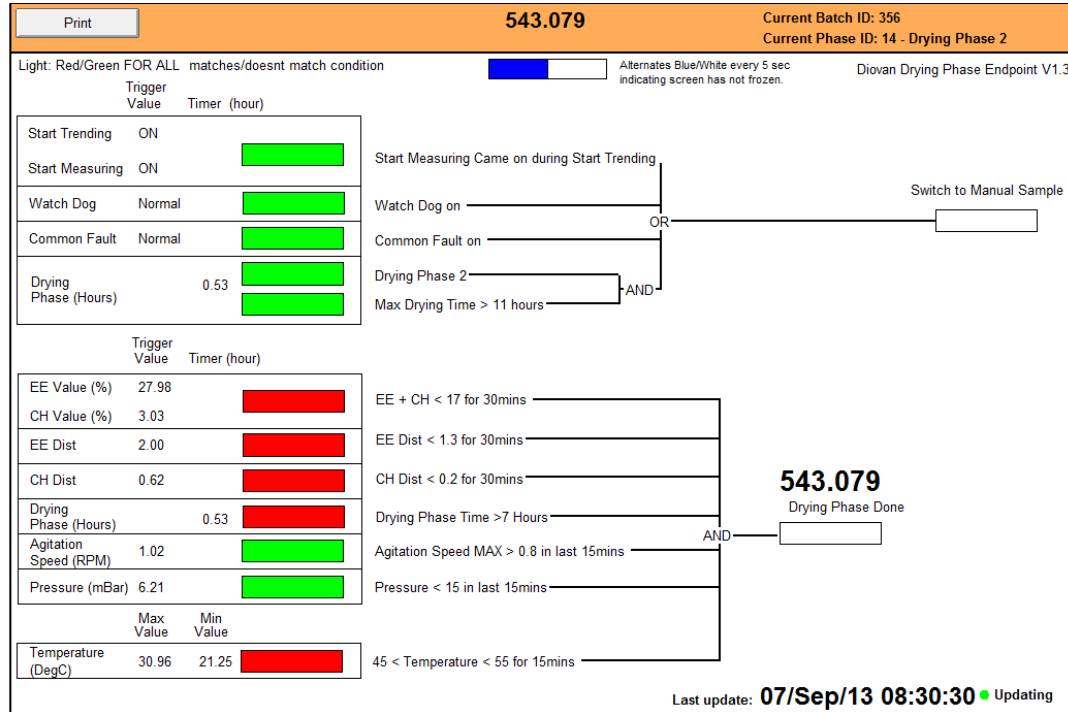 Print
543.079
Current Batch ID: 356
Current Phase ID: 14 - Drying Phase 2
Light: Red/Green FOR ALL matches/doesnt match condition
Alternates Blue/White every 5 sec
indicating screen has not frozen.
Diovan Drying Phase Endpoint V1.3
Trigger
Value Timer (hour)
Start Trending ON
Start Measuring ON
Start Measuring Came on during Start Trending
Watch Dog Normal
Watch Dog on
Common Fault Normal
Common Fault on
Drying
Phase (Hours) 0.53
Drying Phase 2
Max Drying Time > 11 hours
AND
OR
Switch to Manual Sample
Trigger
Value Timer (hour)
EE Value (%) 27.98
CH Value (%) 3.03
EE + CH < 17 for 30mins
EE Dist 2.00
EE Dist < 1.3 for 30mins
CH Dist 0.62
CH Dist < 0.2 for 30mins
Drying
Phase (Hours) 0.53
Drying Phase Time >7 Hours
Agitation
Speed (RPM) 1.02
Agitation Speed MAX > 0.8 in last 15mins
Pressure (mBar) 6.21
Pressure < 15 in last 15mins
Max
Value
Min
Value
Temperature
(DegC) 30.96 21.25
45 < Temperature < 55 for 15mins
AND
543.079
Drying Phase Done
Last update: 07/Sep/13 08:30:30 Updating